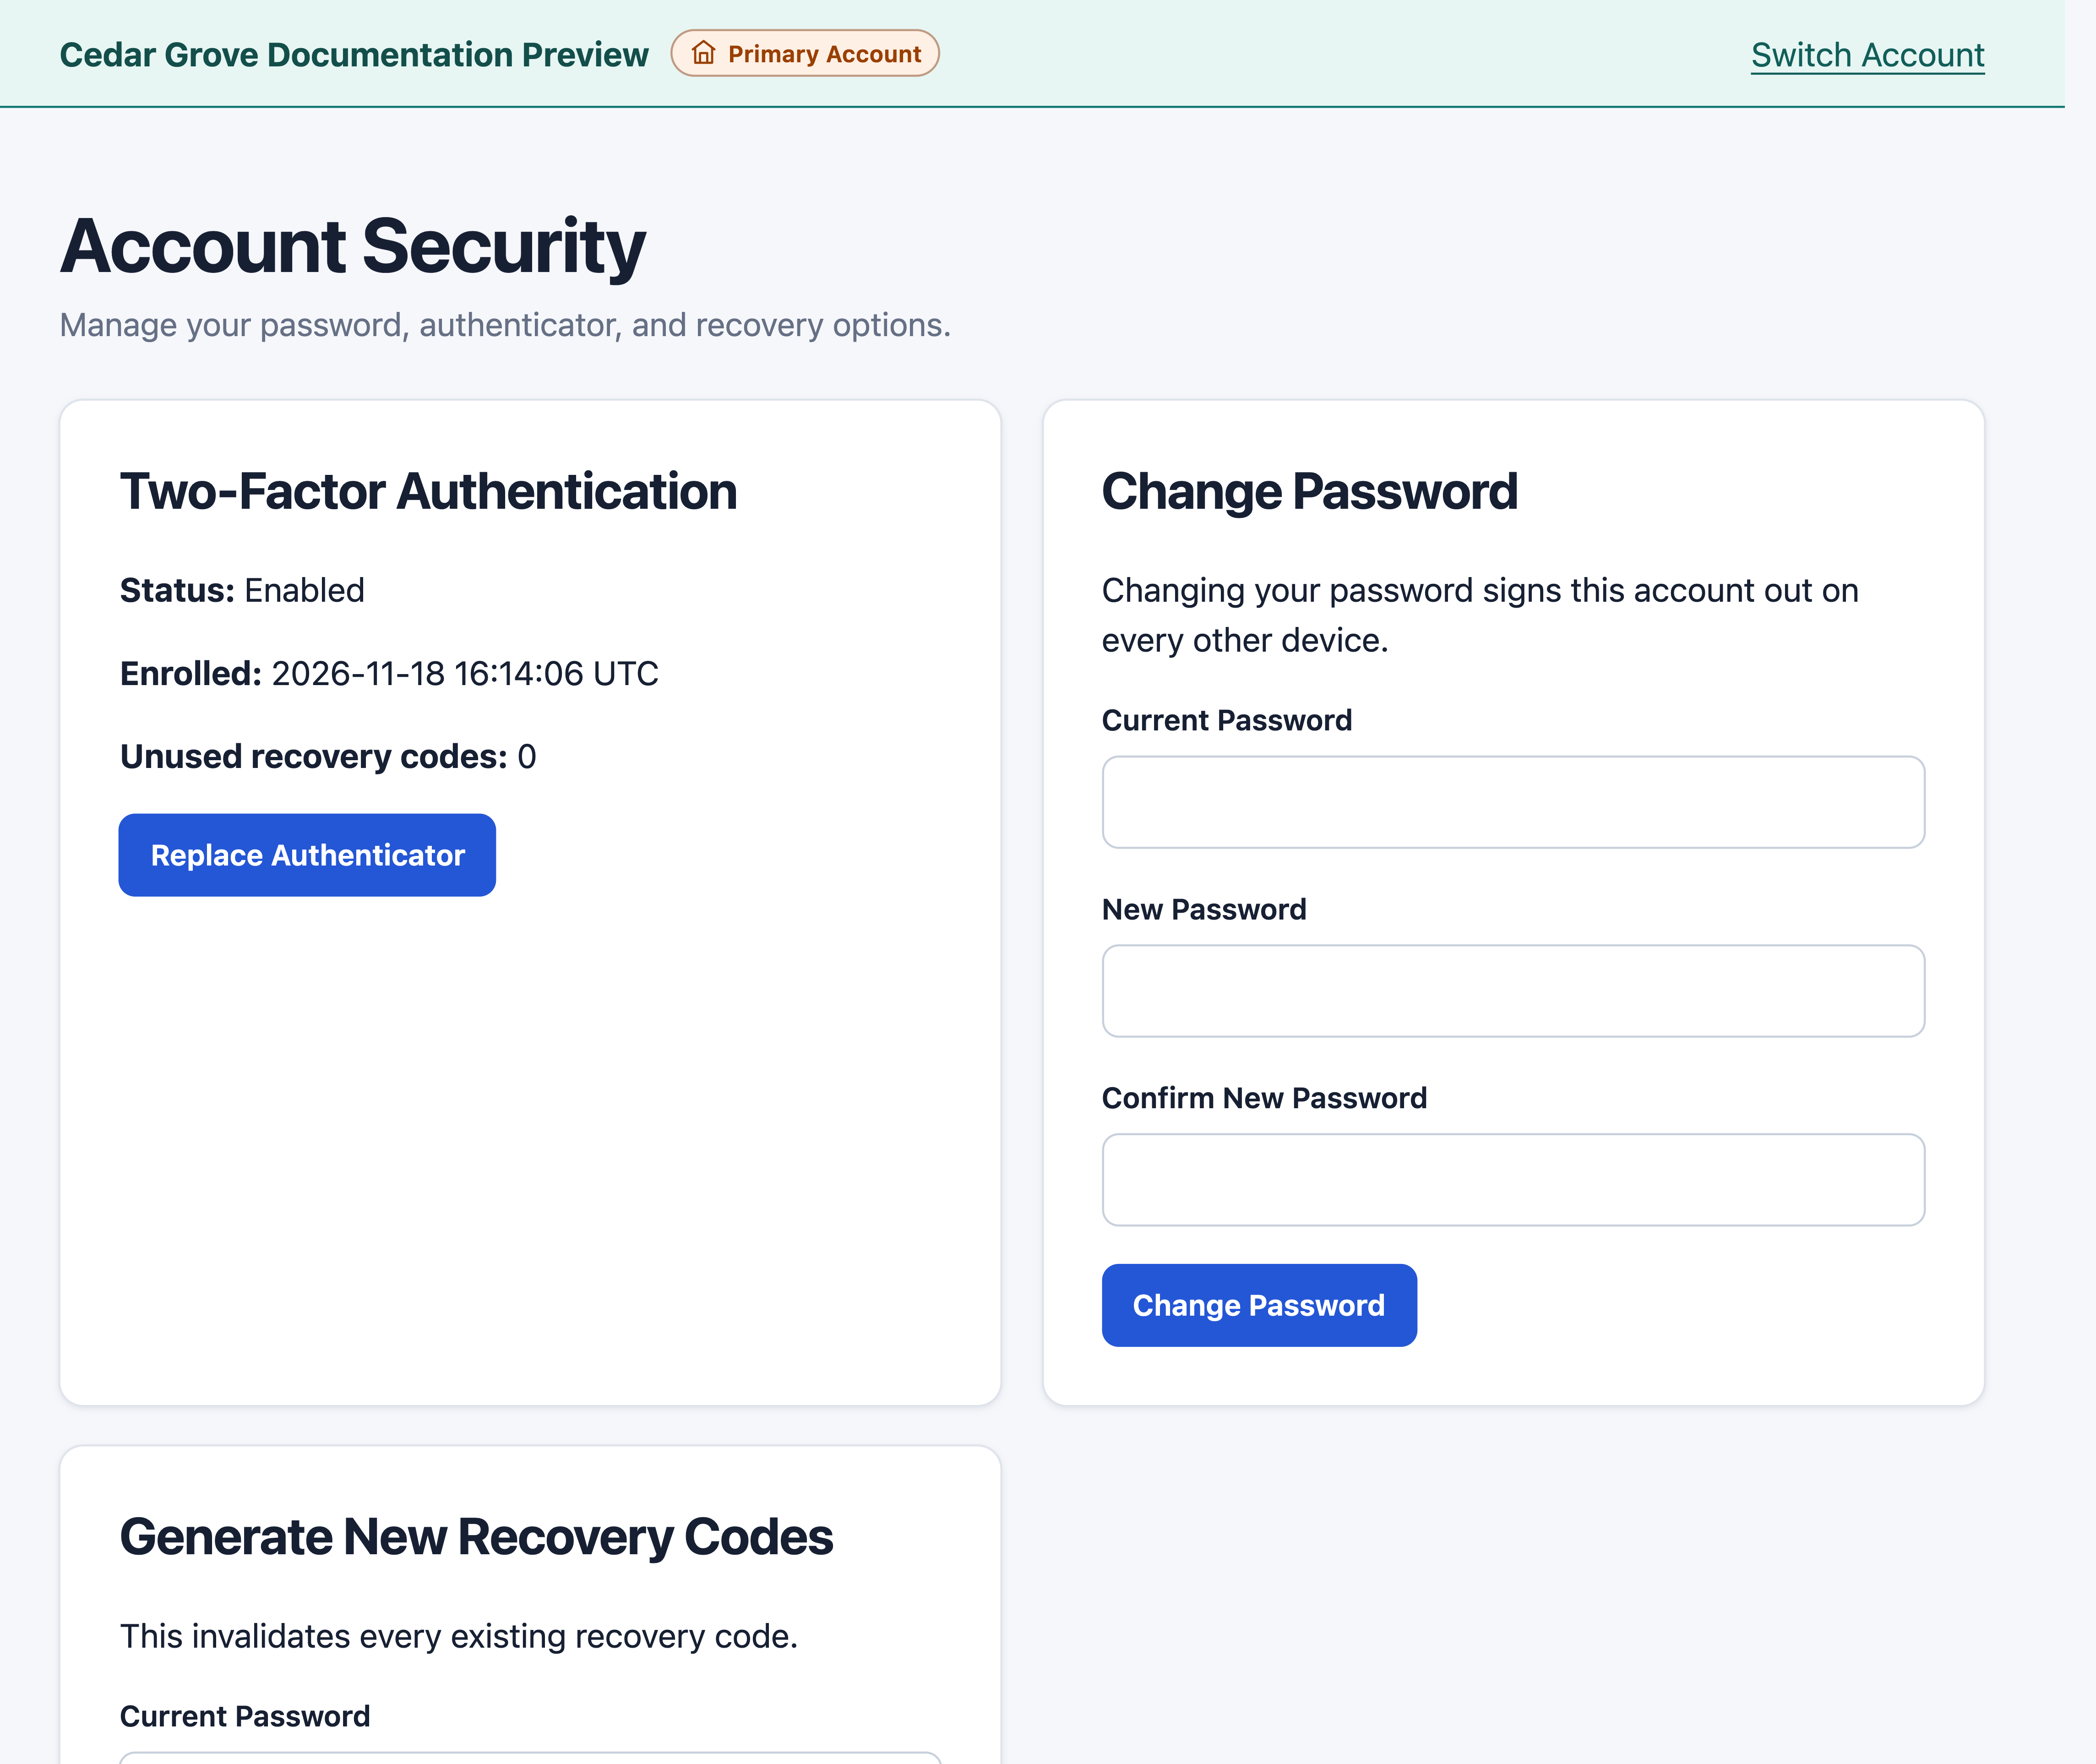 Cedar Grove Documentation Preview
Primary Account
Switch Account
Account Security
Manage your password, authenticator, and recovery options.
Two-Factor Authentication
Status: Enabled
Enrolled: 2026-11-18 16:14:06 UTC
Unused recovery codes: 0
Replace Authenticator
Change Password
Changing your password signs this account out on
every other device.
Current Password
New Password
Confirm New Password
Change Password
Generate New Recovery Codes
This invalidates every existing recovery code.
Current Password